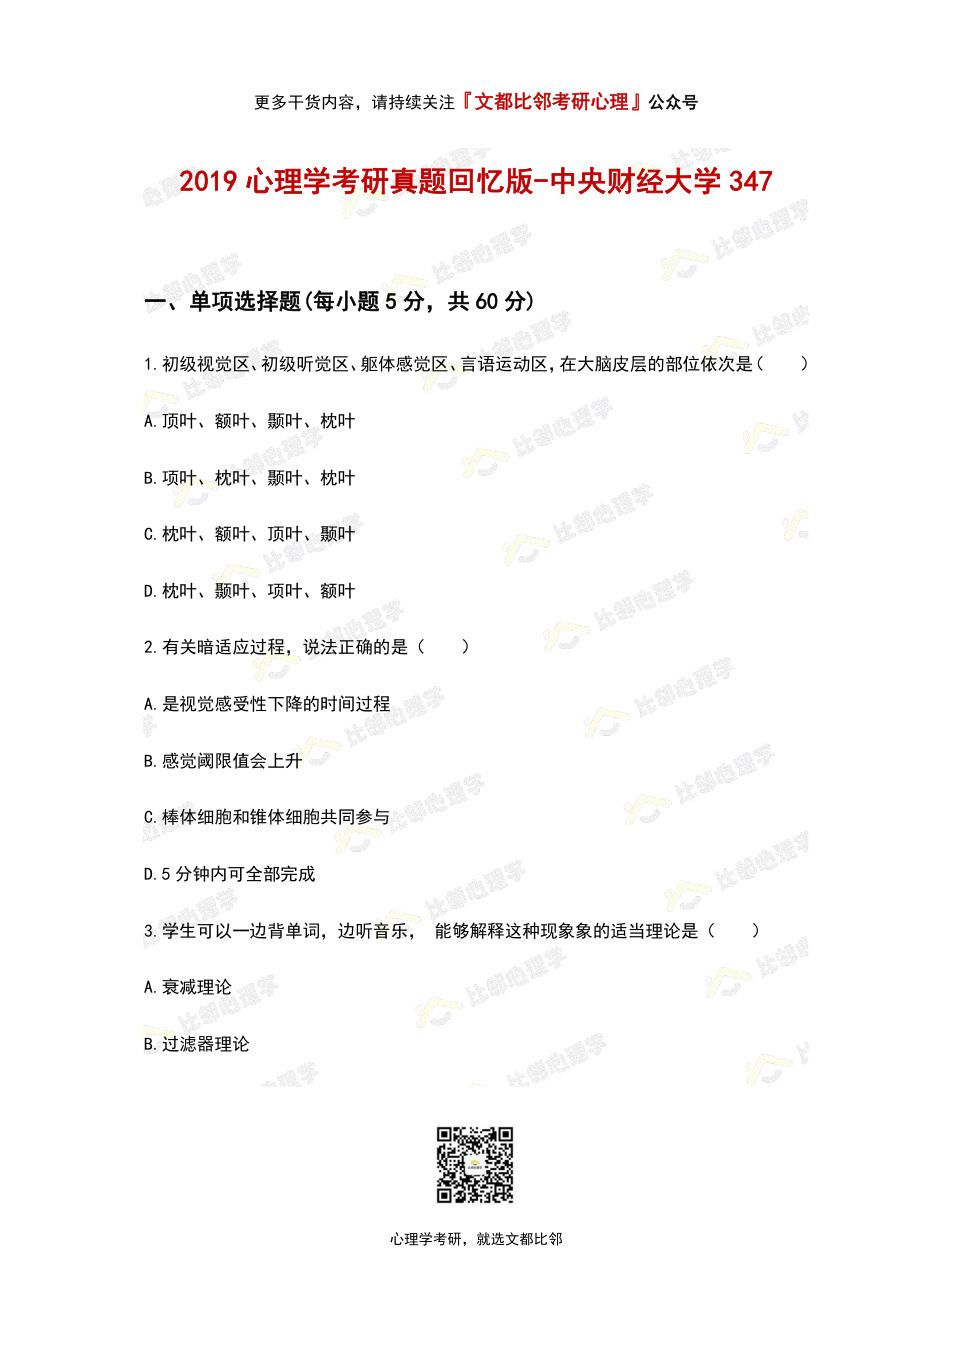 更多干货内容，请持续关注『文都比邻考研心理』公众号
2019 心理学考研真题回忆版-中央财经大学 347
一、单项选择题(每小题 5 分，共 60 分)
1. 初级视觉区、初级听觉区、躯体感觉区、言语运动区，在大脑皮层的部位依次是（　　）
A. 顶叶、额叶、颞叶、枕叶
B. 项叶、枕叶、颞叶、枕叶
C. 枕叶、额叶、顶叶、颞叶
D. 枕叶、颞叶、项叶、额叶
2. 有关暗适应过程，说法正确的是（　　）
A. 是视觉感受性下降的时间过程
B. 感觉阈限值会上升
C. 棒体细胞和锥体细胞共同参与
D. 5 分钟内可全部完成
3. 学生可以一边背单词，边听音乐， 能够解释这种现象象的适当理论是（　　）
A. 衰减理论
B. 过滤器理论
比邻心理学
心理学考研，就选文都比邻